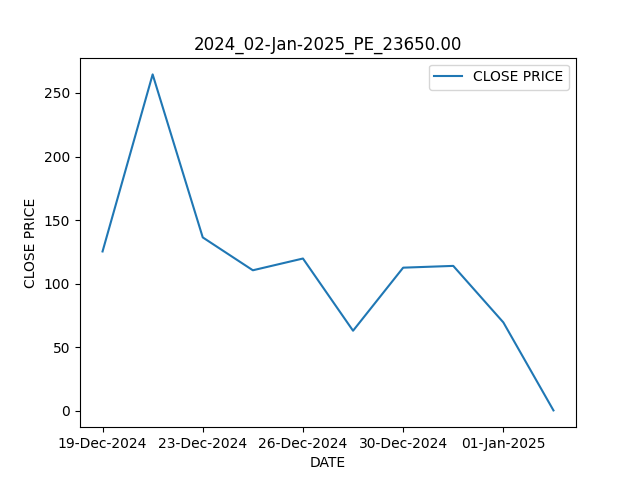 2024_02-Jan-2025_PE_23650.00
CLOSE PRICE
250
200
150
100
50
0
CLOSE PRICE
19-Dec-2024 23-Dec-2024 26-Dec-2024 30-Dec-2024 01-Jan-2025
DATE